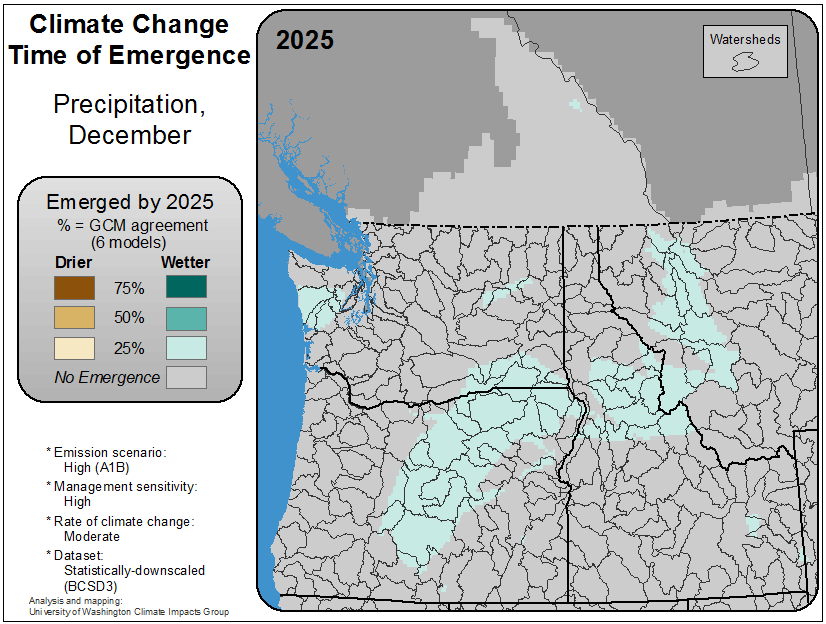 Climate Change
Time of Emergence
Precipitation,
December
Emerged by 2025
% = GCM agreement
(6 models)
Drier Wetter
75%
50%
25%
No Emergence
* Emission scenario:
High (A1B)
* Management sensitivity:
High
* Rate of climate change:
Moderate
* Dataset:
Statistically-downscaled
(BCSD3)
Analysis and mapping:
University of Washington Climate Impacts Group
2025
Watersheds